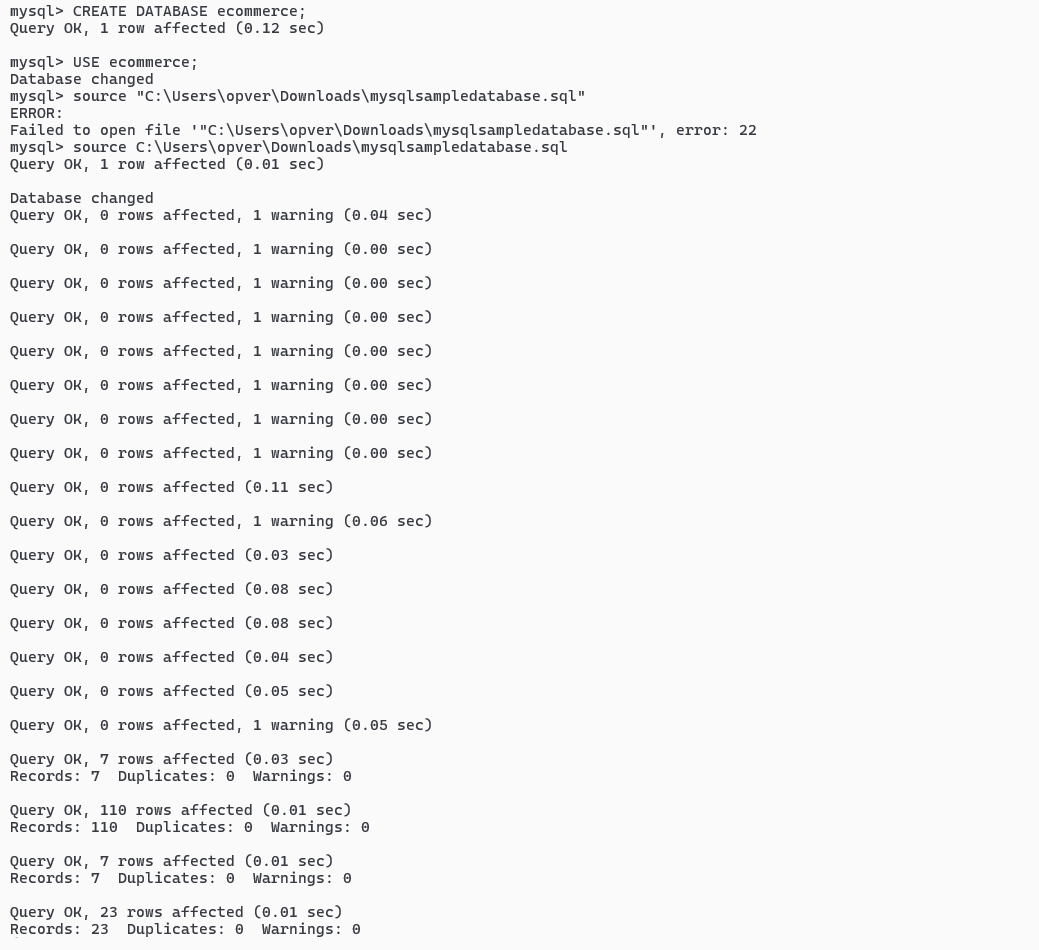 mysql> CREATE DATABASE ecommerce;
Query OK, 1 row affected (0.12 sec)
mysql> USE ecommerce;
Database changed
mysql> source "C:\Users\opver\Downloads\mysqlsampledatabase.sql"
ERROR:
Failed to open file '"C:\Users\opver\Downloads\mysqlsampledatabase.sql"', error: 22
mysql> source C:\Users\opver\Downloads\mysqlsampledatabase.sql
Query OK, 1 row affected (0.01 sec)
Database changed
Query OK, 0 rows affected, 1 warning (0.04 sec)
Query OK, 0 rows affected, 1 warning (0.00 sec)
Query OK, 0 rows affected, 1 warning (0.00 sec)
Query OK, 0 rows affected, 1 warning (0.00 sec)
Query OK, 0 rows affected, 1 warning (0.00 sec)
Query OK, 0 rows affected, 1 warning (0.00 sec)
Query OK, 0 rows affected, 1 warning (0.00 sec)
Query OK, 0 rows affected, 1 warning (0.00 sec)
Query OK, 0 rows affected (0.11 sec)
Query OK, 0 rows affected, 1 warning (0.06 sec)
Query OK, 0 rows affected (0.03 sec)
Query OK, 0 rows affected (0.08 sec)
Query OK, 0 rows affected (0.08 sec)
Query OK, 0 rows affected (0.04 sec)
Query OK, 0 rows affected (0.05 sec)
Query OK, 0 rows affected, 1 warning (0.05 sec)
Query OK, 7 rows affected (0.03 sec)
Records: 7  Duplicates: 0  Warnings: 0
Query OK, 110 rows affected (0.01 sec)
Records: 110  Duplicates: 0  Warnings: 0
Query OK, 7 rows affected (0.01 sec)
Records: 7  Duplicates: 0  Warnings: 0
Query OK, 23 rows affected (0.01 sec)
Records: 23  Duplicates: 0  Warnings: 0